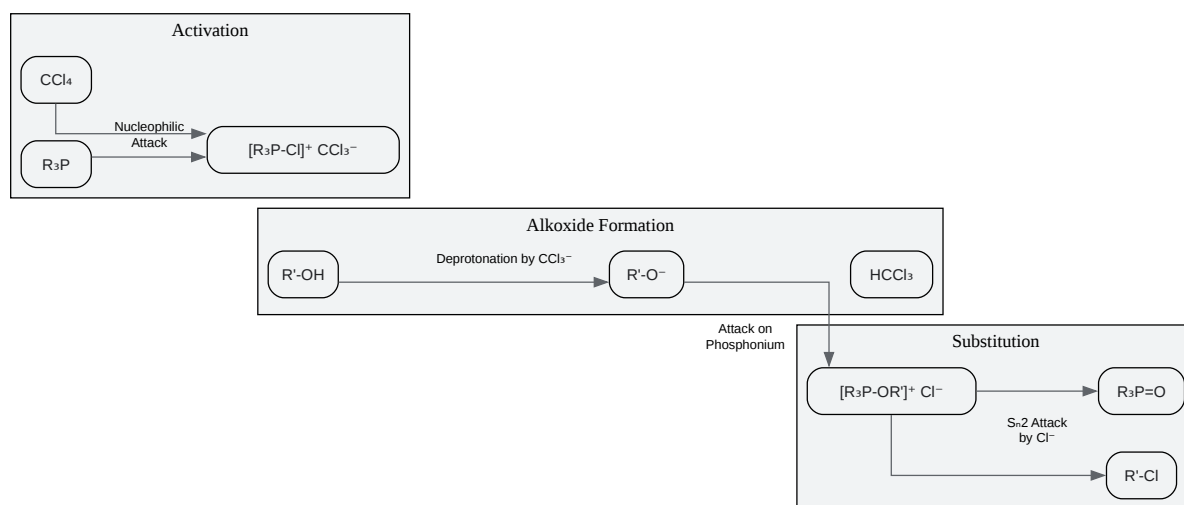 Activation
CCl₄
Nucleophilic
Attack
[R₃P-Cl]⁺ CCl₃⁻
R₃P
Alkoxide Formation
R'-OH
Deprotonation by CCl₃⁻
R'-O⁻
HCCl₃
Attack on
Phosphonium
Substitution
[R₃P-OR']⁺ Cl⁻
R₃P=O
Sₙ2 Attack
by Cl⁻
R'-Cl